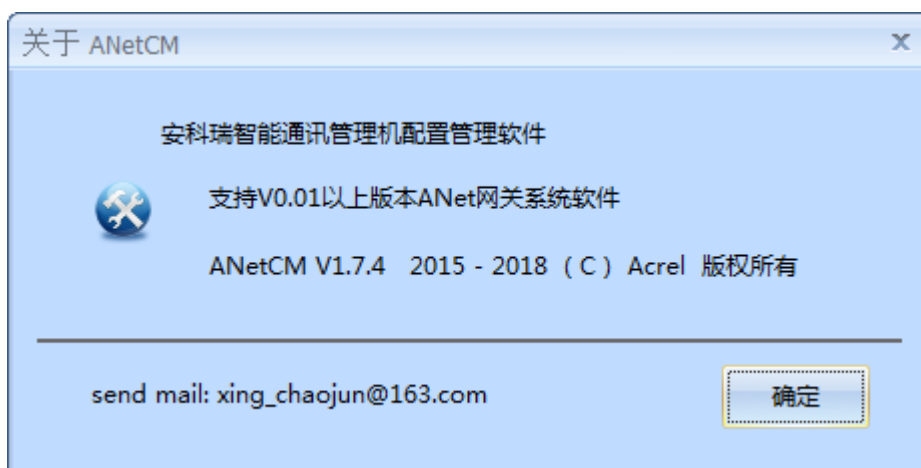 关于 ANetCM
安科瑞智能通讯管理机配置管理软件
支持V0.01以上版本ANet网关系统软件
ANetCM V1.7.4   2015 - 2018 （ C ） Acrel  版权所有
send mail: xing_chaojun@163.com
确定